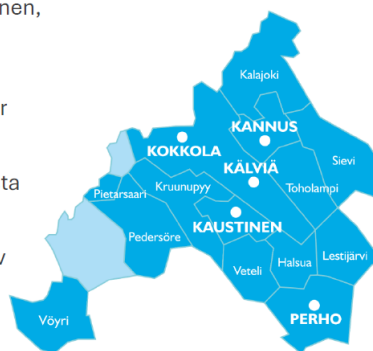 nen,
r
ta
v
Kalajoki
KANNUS
KOKKOLA
Sievi
KÄLVIÄ
Pietarsaari
Kruunupyy
Toholampi
KAUSTINEN
Pedersöre
Lestijärvi
Halsua
Veteli
PERHO
Vöyri